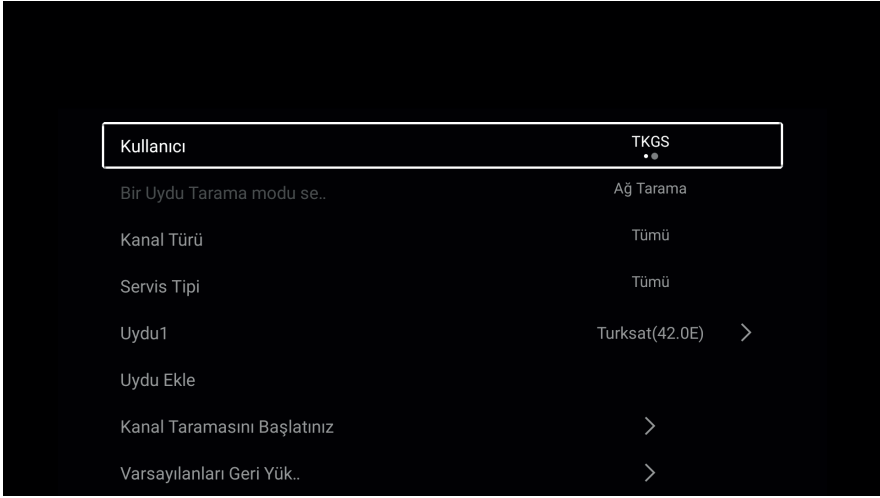 Kullanıcı TKGS
Bir Uydu Tarama modu se.. Ağ Tarama
Kanal Türü Tümü
Servis Tipi Tümü
Uydu1 Turksat(42.0E)
Uydu Ekle
Kanal Taramasını Başlatınız
Varsayılanları Geri Yük..